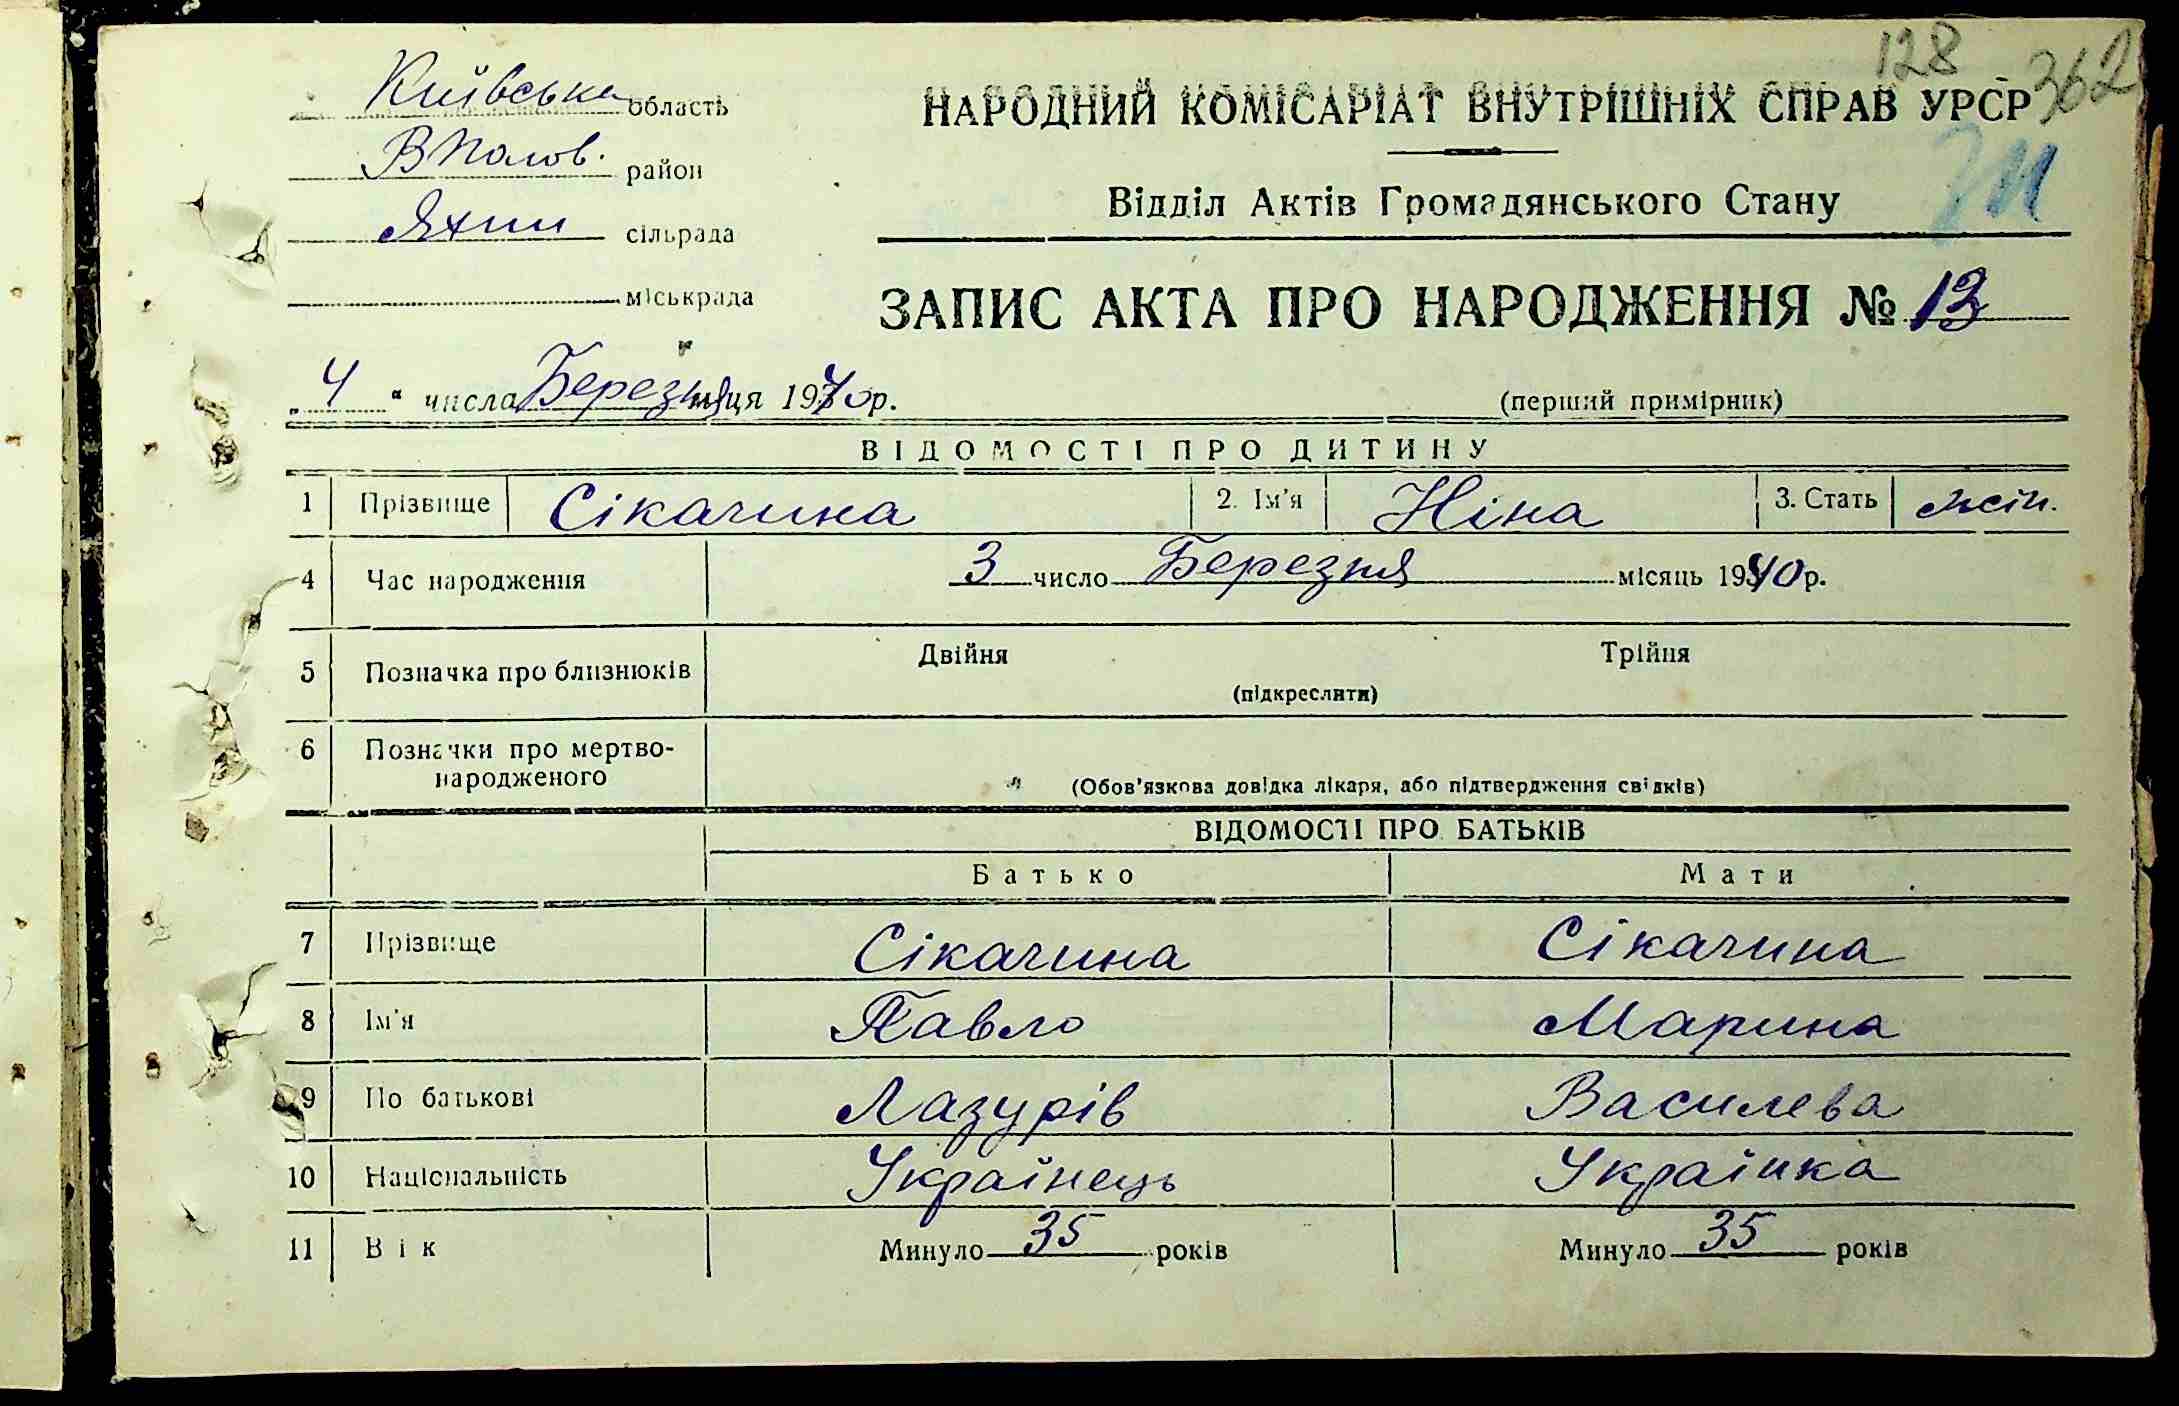 128 362
Київська область
В Полов. район
Яхни сільрада
міськрада
НАРОДНИЙ КОМІСАРІАТ ВНУТРІШНІХ СПРАВ УРСР
Відділ Актів Громадянського Стану
ЗАПИС АКТА ПРО НАРОДЖЕННЯ № 13
„ 4 “ числа Березня м-ця 1940 р.
(перший примірник)
ВІДОМОСТІ ПРО ДИТИНУ
1 Прізвище Сікачина 2. Ім'я Ніна 3. Стать жін.
4 Час народження 3 число Березня місяць 1940 р.
5 Позначка про близнюків Двійня Трійня
(підкреслити)
6 Позначки про мертво-
народженого
(Обов'язкова довідка лікаря, або підтвердження свідків)
ВІДОМОСТІ ПРО БАТЬКІВ
Батько Мати
7 Прізвище Сікачина Сікачина
8 Ім'я Павло Марина
9 По батькові Лазурів Василева
10 Національність Українець Українка
11 Вік Минуло 35 років Минуло 35 років